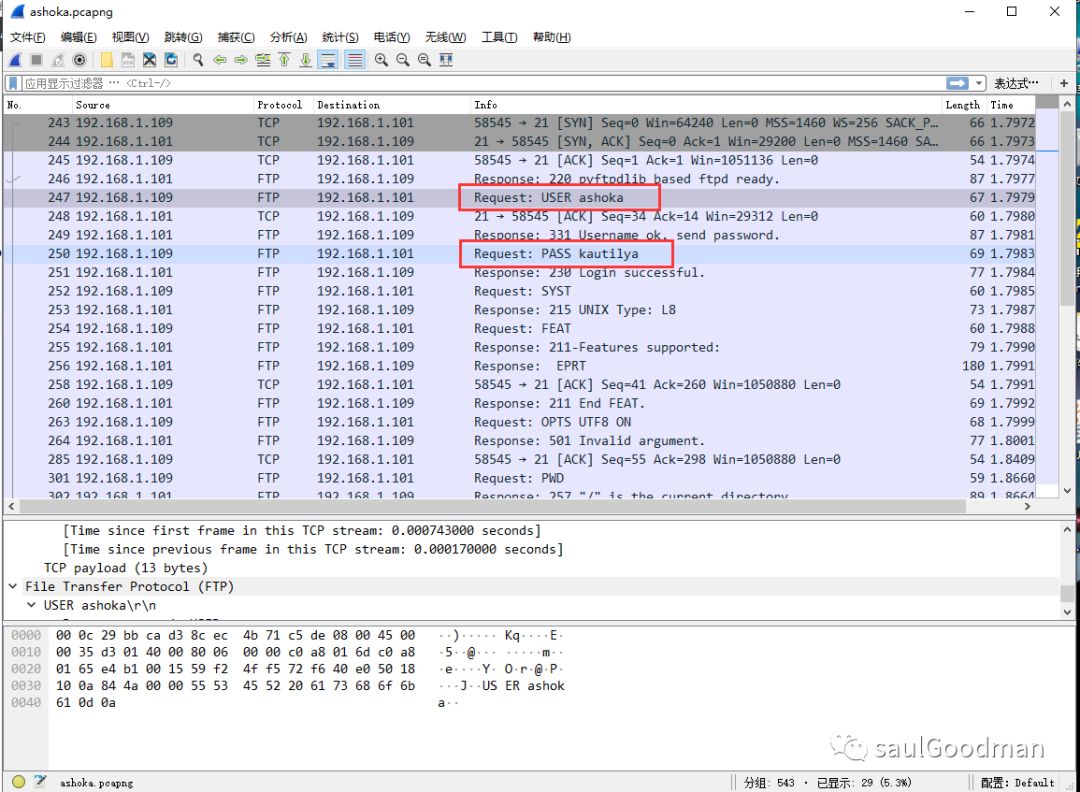 ashoka.pcapng
文件(F) 编辑(E) 视图(V) 跳转(G) 捕获(C) 分析(A) 统计(S) 电话(Y) 无线(W) 工具(T) 帮助(H)
应用显示过滤器 … <Ctrl-/> 表达式… +
No. Source Protocol Destination Info Length Time
243 192.168.1.109 TCP 192.168.1.101 58545 → 21 [SYN] Seq=0 Win=64240 Len=0 MSS=1460 WS=256 SACK_P… 66 1.7972
244 192.168.1.101 TCP 192.168.1.109 21 → 58545 [SYN, ACK] Seq=0 Ack=1 Win=29200 Len=0 MSS=1460 SA… 66 1.7973
245 192.168.1.109 TCP 192.168.1.101 58545 → 21 [ACK] Seq=1 Ack=1 Win=1051136 Len=0 54 1.7974
246 192.168.1.101 FTP 192.168.1.109 Response: 220 pyftpdlib based ftpd ready. 87 1.7977
247 192.168.1.109 FTP 192.168.1.101 Request: USER ashoka 67 1.7979
248 192.168.1.101 TCP 192.168.1.109 21 → 58545 [ACK] Seq=34 Ack=14 Win=29312 Len=0 60 1.7980
249 192.168.1.101 FTP 192.168.1.109 Response: 331 Username ok, send password. 87 1.7981
250 192.168.1.109 FTP 192.168.1.101 Request: PASS kautilya 69 1.7983
251 192.168.1.101 FTP 192.168.1.109 Response: 230 Login successful. 77 1.7984
252 192.168.1.109 FTP 192.168.1.101 Request: SYST 60 1.7985
253 192.168.1.101 FTP 192.168.1.109 Response: 215 UNIX Type: L8 73 1.7987
254 192.168.1.109 FTP 192.168.1.101 Request: FEAT 60 1.7988
255 192.168.1.101 FTP 192.168.1.109 Response: 211-Features supported: 79 1.7990
256 192.168.1.101 FTP 192.168.1.109 Response: EPRT 180 1.7991
258 192.168.1.109 TCP 192.168.1.101 58545 → 21 [ACK] Seq=41 Ack=260 Win=1050880 Len=0 54 1.7991
260 192.168.1.101 FTP 192.168.1.109 Response: 211 End FEAT. 69 1.7992
263 192.168.1.109 FTP 192.168.1.101 Request: OPTS UTF8 ON 68 1.7999
264 192.168.1.101 FTP 192.168.1.109 Response: 501 Invalid argument. 77 1.8001
285 192.168.1.109 TCP 192.168.1.101 58545 → 21 [ACK] Seq=55 Ack=298 Win=1050880 Len=0 54 1.8409
301 192.168.1.109 FTP 192.168.1.101 Request: PWD 59 1.8660
302 192.168.1.101 FTP 192.168.1.109 Response: 257 "/" is the current directory. 89 1.8664
[Time since first frame in this TCP stream: 0.000743000 seconds]
[Time since previous frame in this TCP stream: 0.000170000 seconds]
TCP payload (13 bytes)
File Transfer Protocol (FTP)
USER ashoka\r\n
0000 00 0c 29 bb ca d3 8c ec 4b 71 c5 de 08 00 45 00 ··)····· Kq····E·
0010 00 35 d3 01 40 00 80 06 00 00 c0 a8 01 6d c0 a8 ·5··@··· ·····m··
0020 01 65 e4 b1 00 15 59 f2 4f f5 72 f6 40 e0 50 18 ·e····Y· O·r·@·P·
0030 10 0a 84 4a 00 00 55 53 45 52 20 61 73 68 6f 6b ···J··US ER ashok
0040 61 0d 0a a··
saulGoodman
ashoka.pcapng 分组: 543 · 已显示: 29 (5.3%) 配置: Default